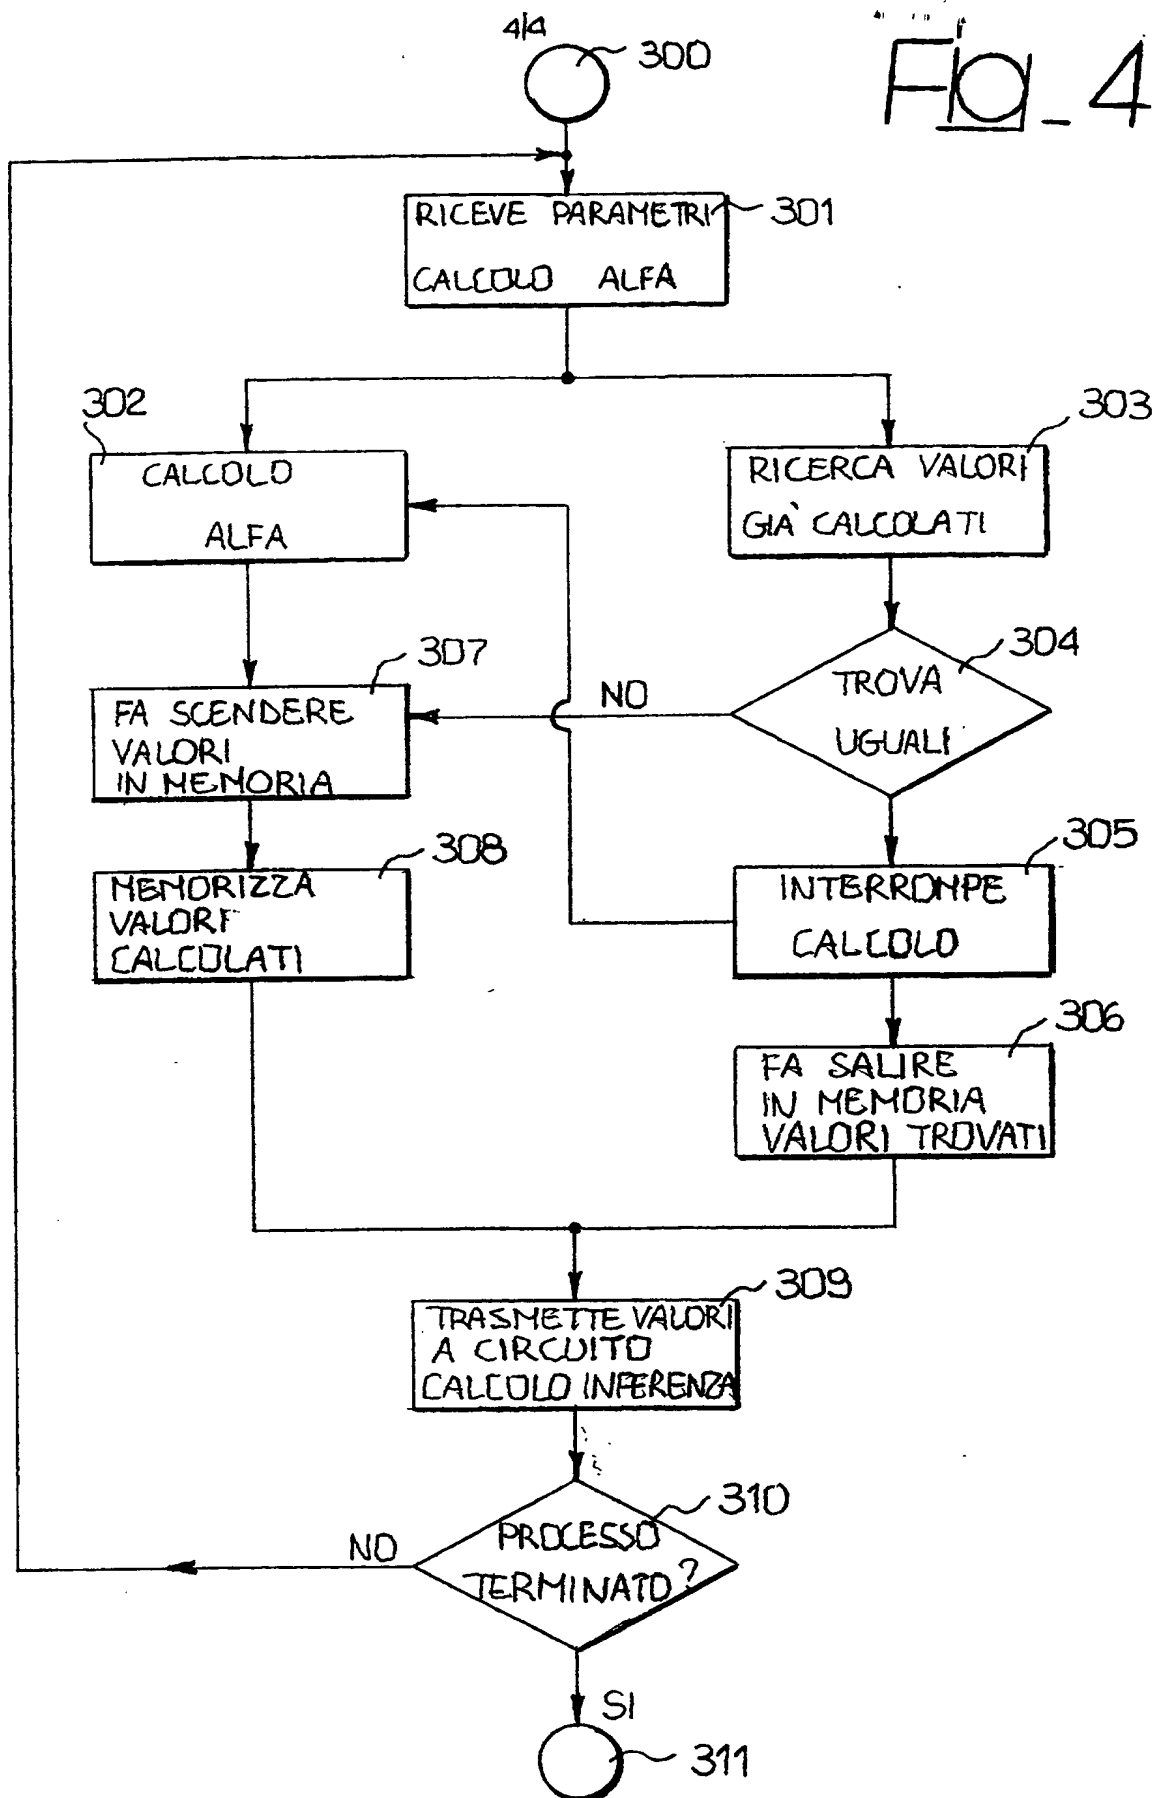 4/4
300
FIG_4
RICEVE PARAMETRI
CALCOLO ALFA
301
302
303
CALCOLO
ALFA
RICERCA VALORI
GIÀ CALCOLATI
304
TROVA
UGUALI
NO
307
FA SCENDERE
VALORI
IN MEMORIA
305
INTERROMPE
CALCOLO
308
MEMORIZZA
VALORI
CALCOLATI
306
FA SALIRE
IN MEMORIA
VALORI TROVATI
309
TRASMETTE VALORI
A CIRCUITO
CALCOLO INFERENZA
310
PROCESSO
TERMINATO?
NO
SI
311